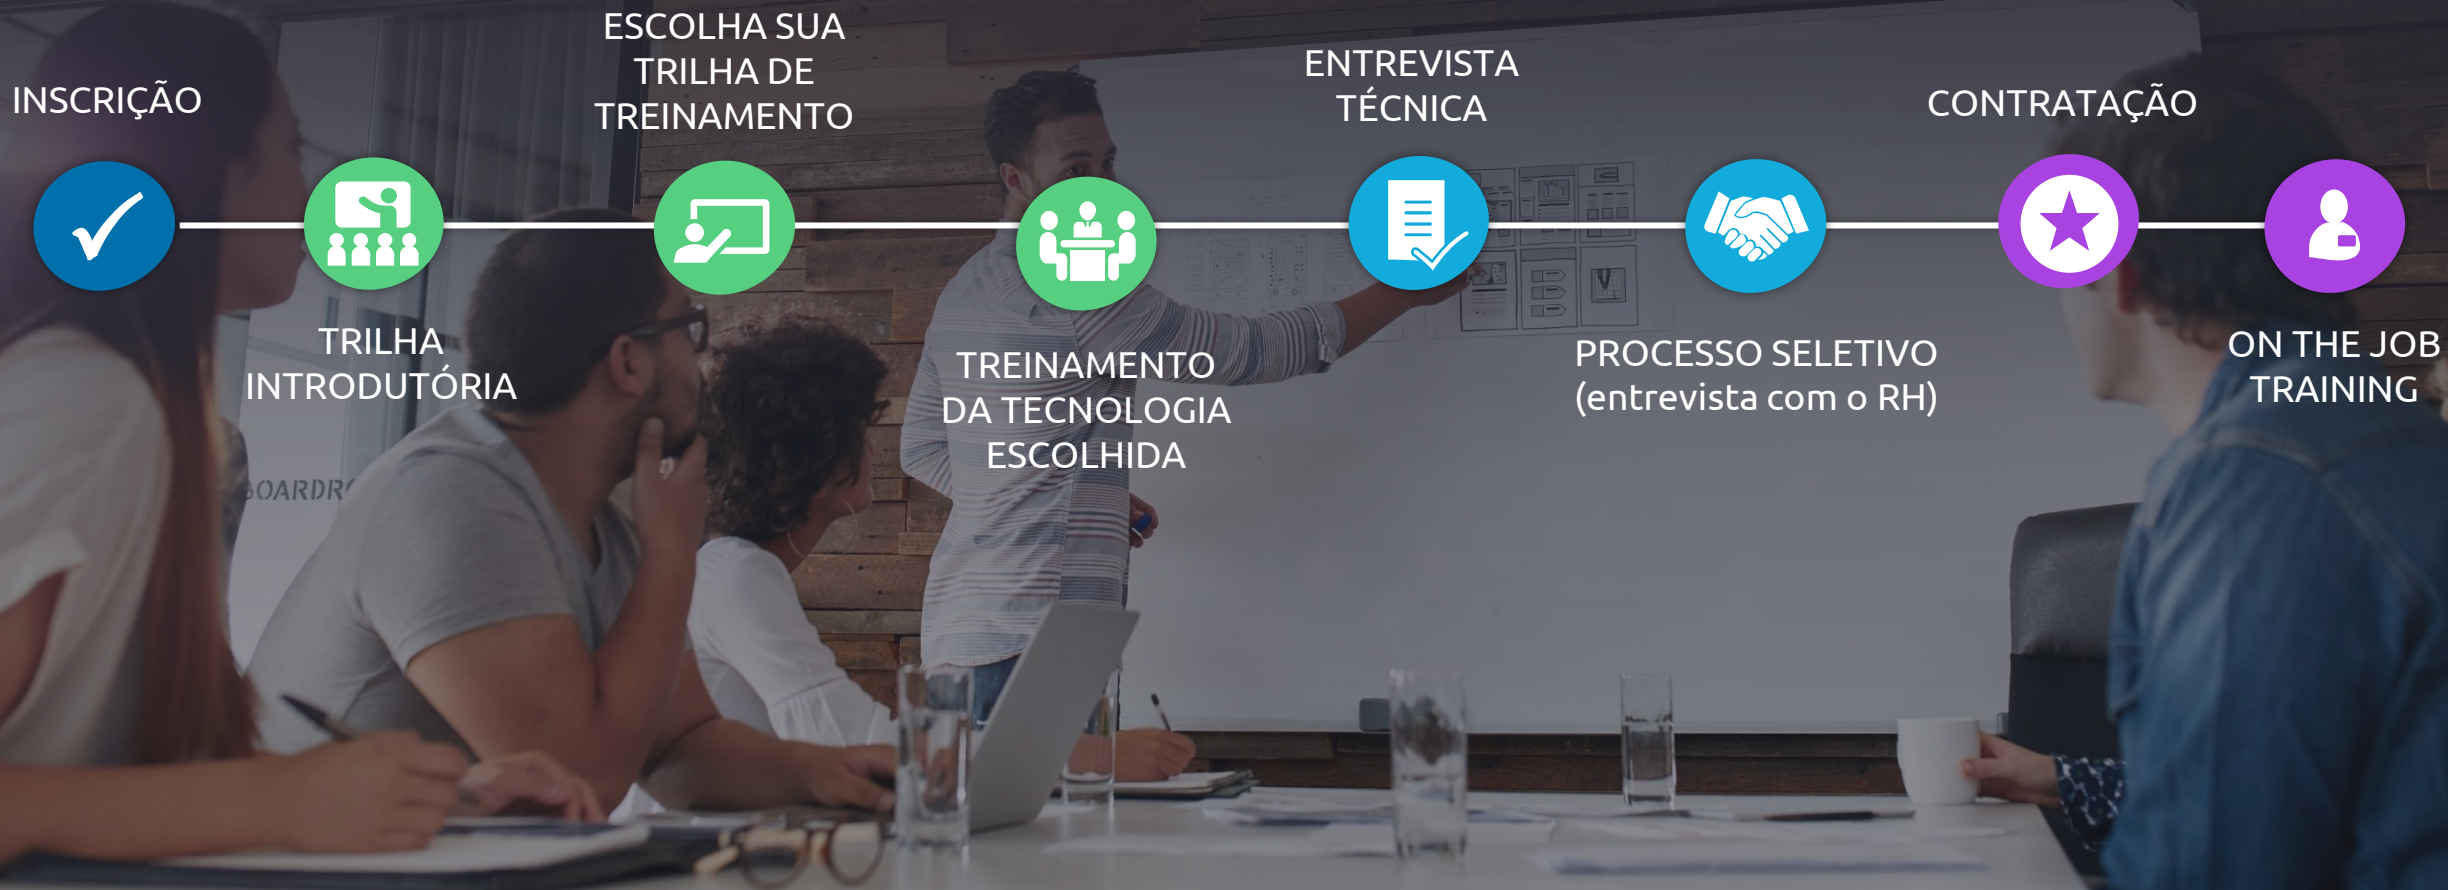 INSCRIÇÃO
TRILHA
INTRODUTÓRIA
ESCOLHA SUA
TRILHA DE
TREINAMENTO
TREINAMENTO
DA TECNOLOGIA
ESCOLHIDA
ENTREVISTA
TÉCNICA
PROCESSO SELETIVO
(entrevista com o RH)
CONTRATAÇÃO
ON THE JOB
TRAINING